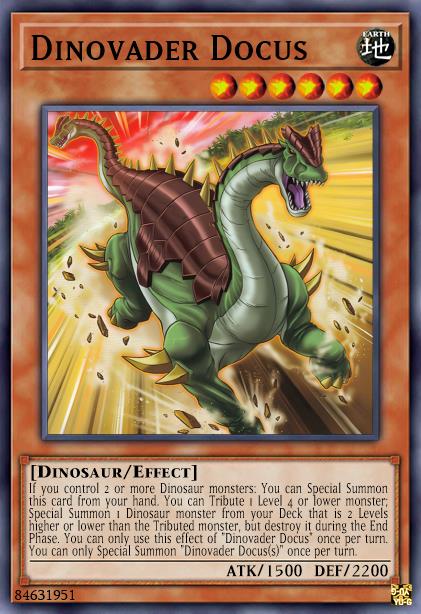 Dinovader Docus
EARTH
地
[Dinosaur/Effect]
If you control 2 or more Dinosaur monsters: You can Special Summon
this card from your hand. You can Tribute 1 Level 4 or lower monster;
Special Summon 1 Dinosaur monster from your Deck that is 2 Levels
higher or lower than the Tributed monster, but destroy it during the End
Phase. You can only use this effect of "Dinovader Docus" once per turn.
You can only Special Summon "Dinovader Docus(s)" once per turn.
ATK/1500 DEF/2200
84631951